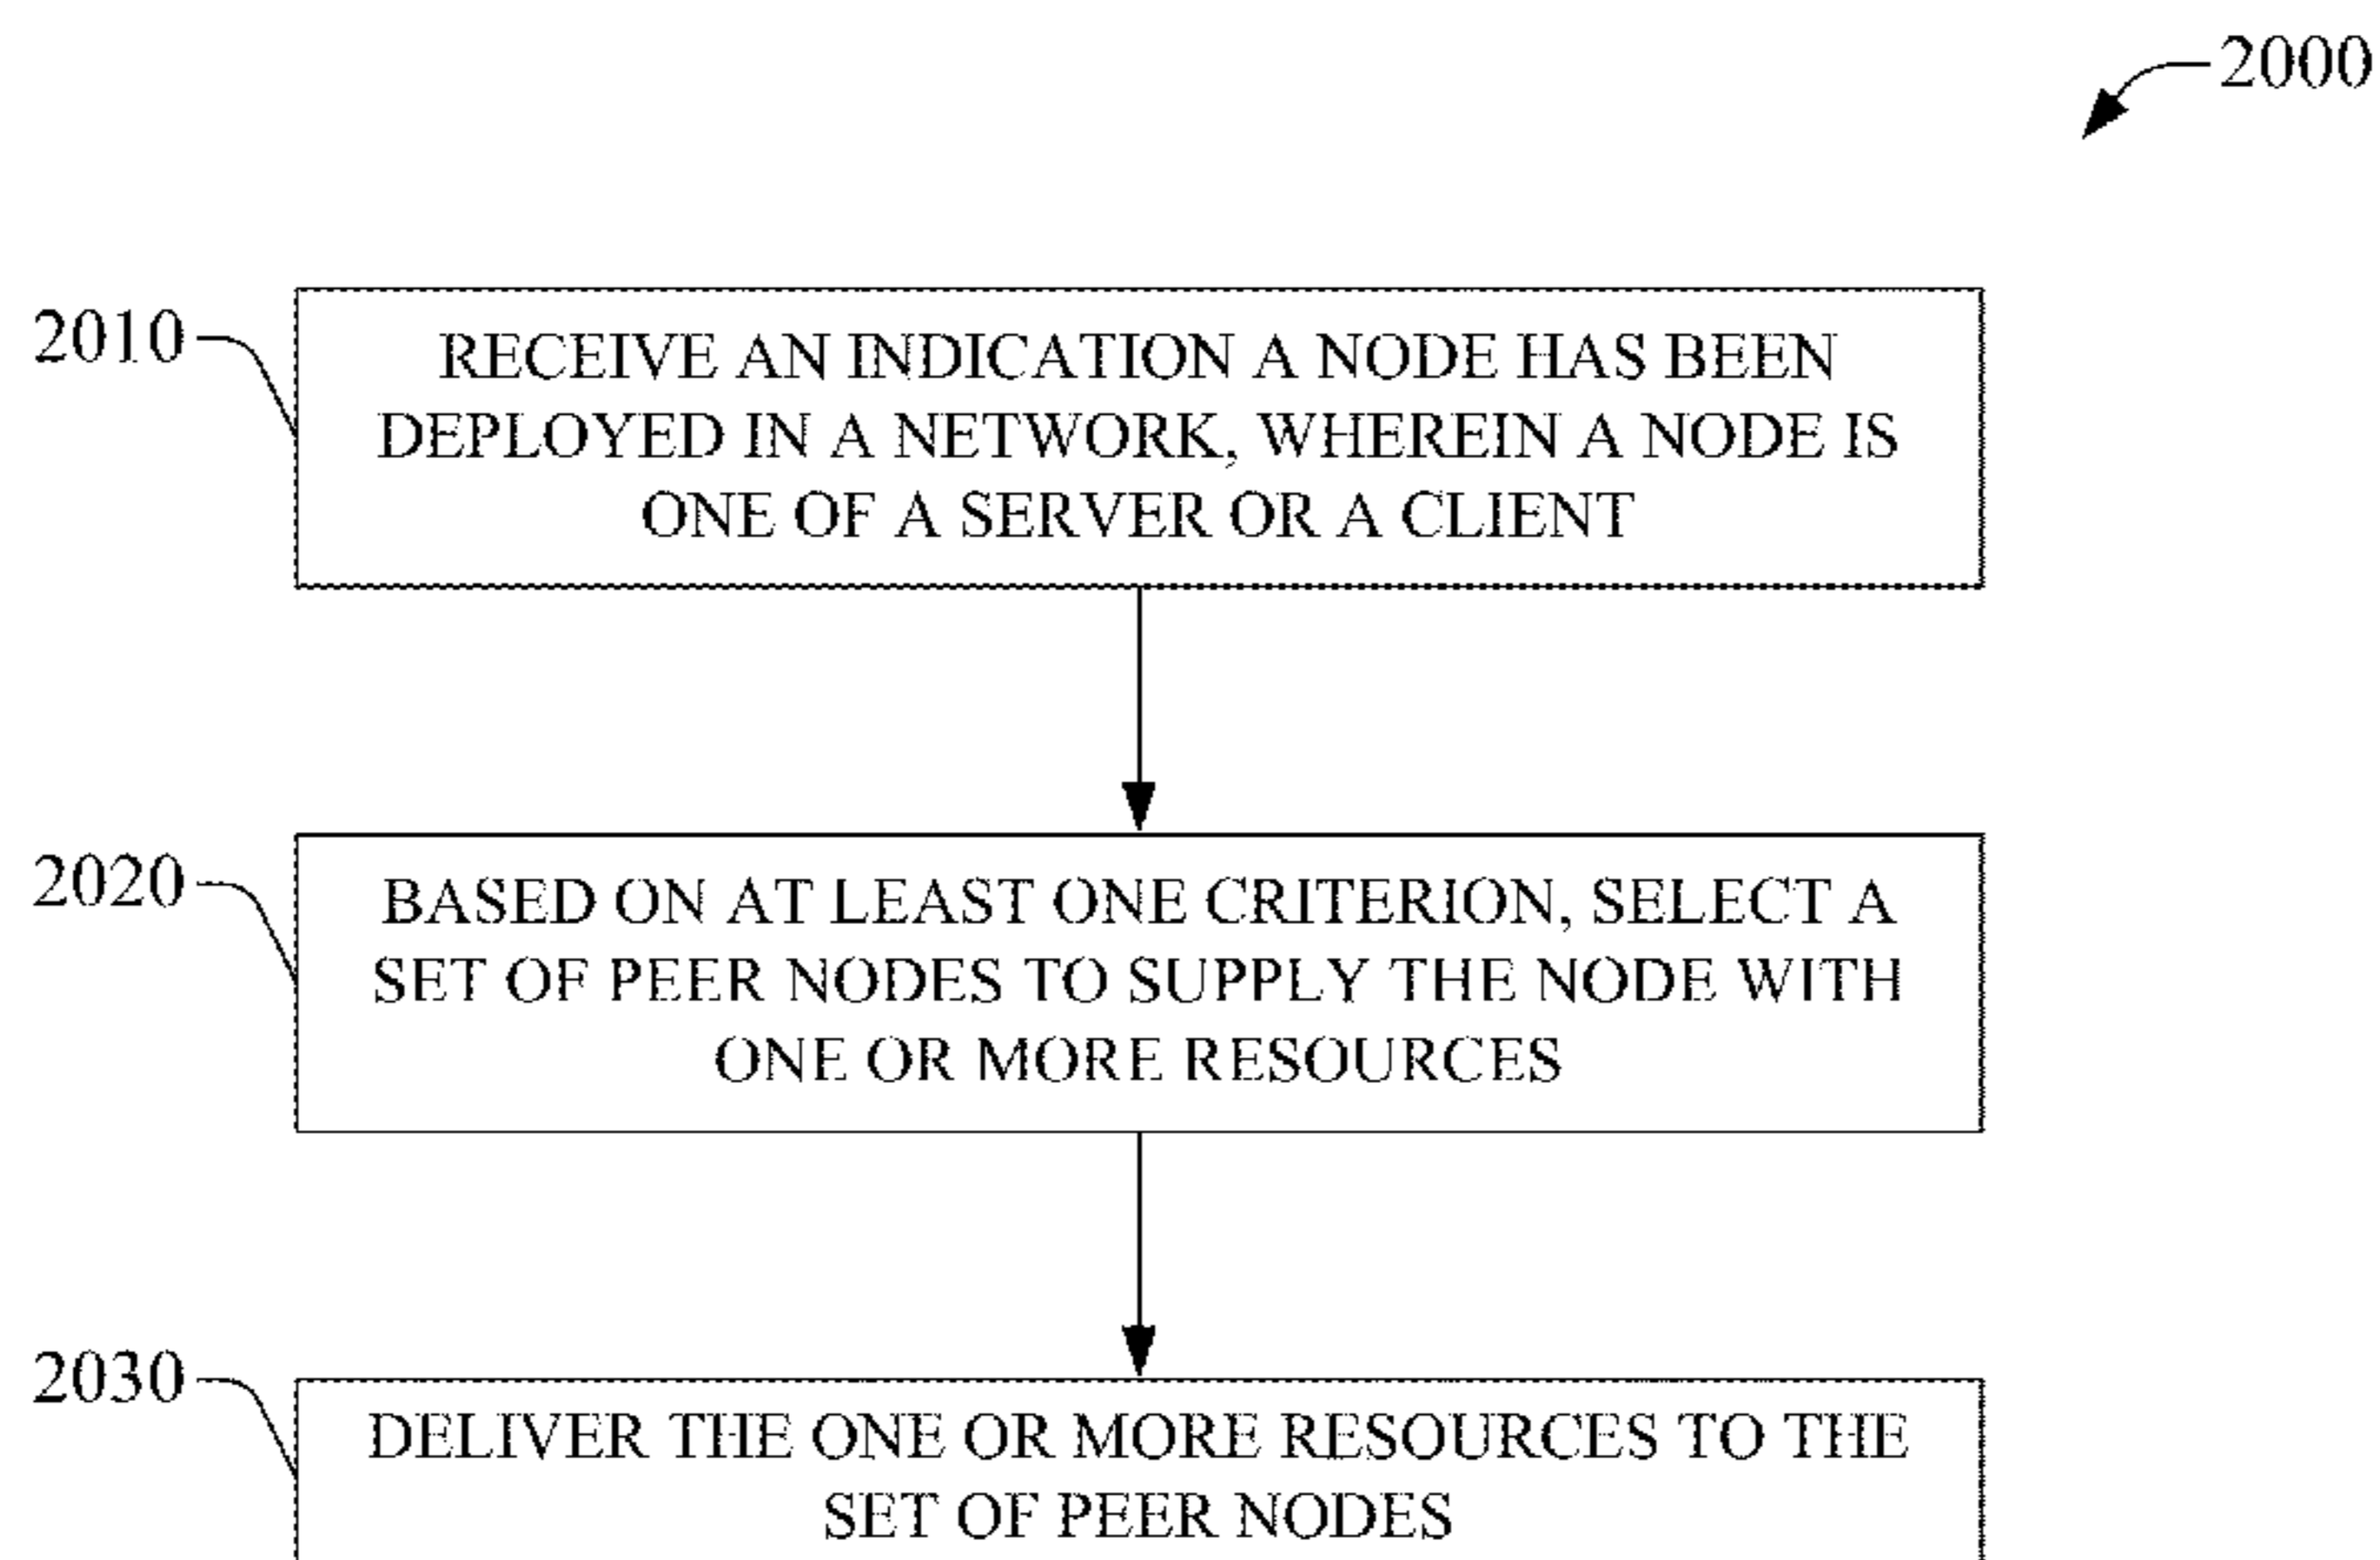 2000
2010
RECEIVE AN INDICATION A NODE HAS BEEN
DEPLOYED IN A NETWORK, WHEREIN A NODE IS
ONE OF A SERVER OR A CLIENT
2020
BASED ON AT LEAST ONE CRITERION, SELECT A
SET OF PEER NODES TO SUPPLY THE NODE WITH
ONE OR MORE RESOURCES
2030
DELIVER THE ONE OR MORE RESOURCES TO THE
SET OF PEER NODES